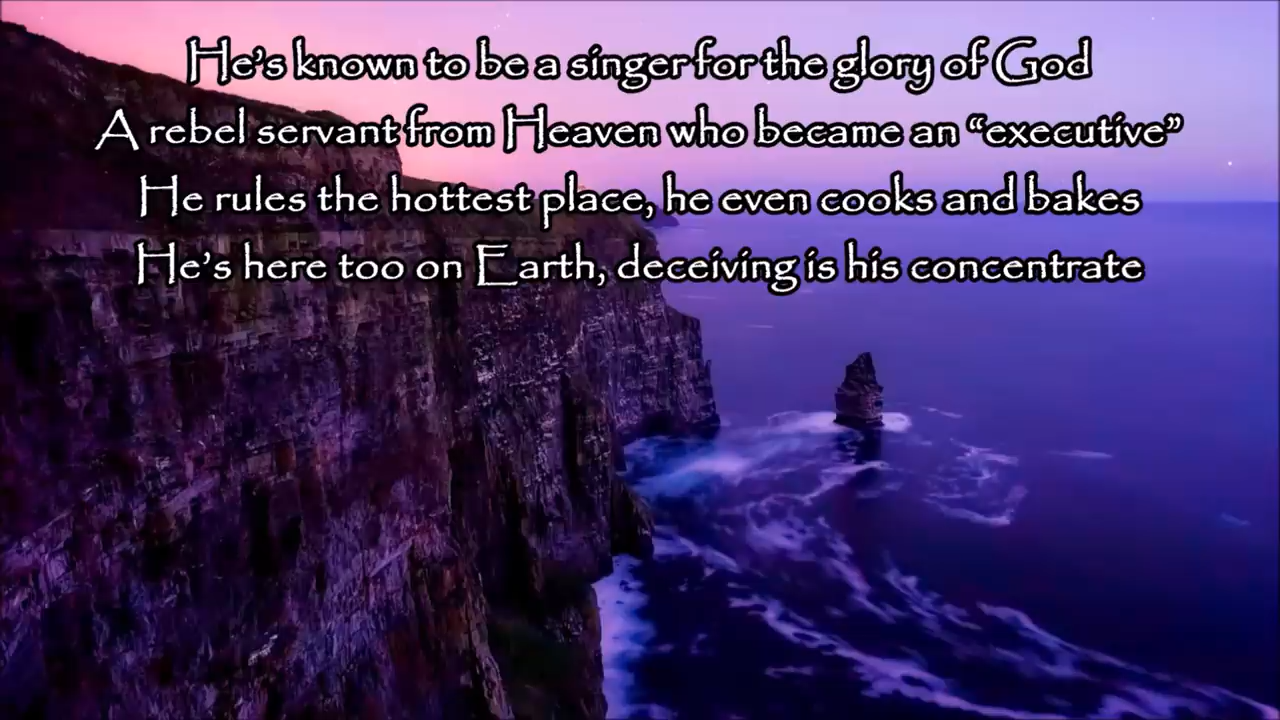 He’s known to be a singer for the glory of God
A rebel servant from Heaven who became an “executive”
He rules the hottest place, he even cooks and bakes
He’s here too on Earth, deceiving is his concentrate